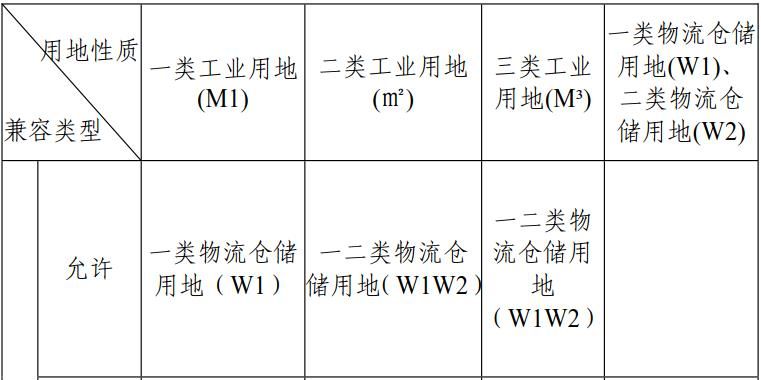 用地性质
兼容类型
一类工业用地
(M1)
二类工业用地
(㎡)
三类工业
用地(M³)
一类物流仓储
用地(W1)、
二类物流仓
储用地(W2)
允许
一类物流仓储
用地（W1）
一二类物流仓
储用地（W1W2）
一二类物
流仓储用
地
（W1W2）